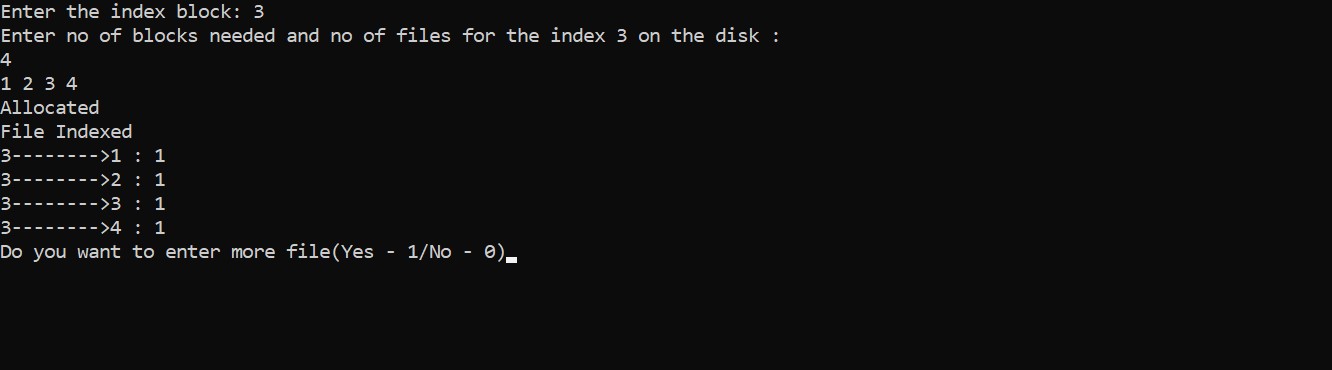 Enter the index block: 3
Enter no of blocks needed and no of files for the index 3 on the disk :
4
1 2 3 4
Allocated
File Indexed
3-------->1 : 1
3-------->2 : 1
3-------->3 : 1
3-------->4 : 1
Do you want to enter more file(Yes - 1/No - 0)